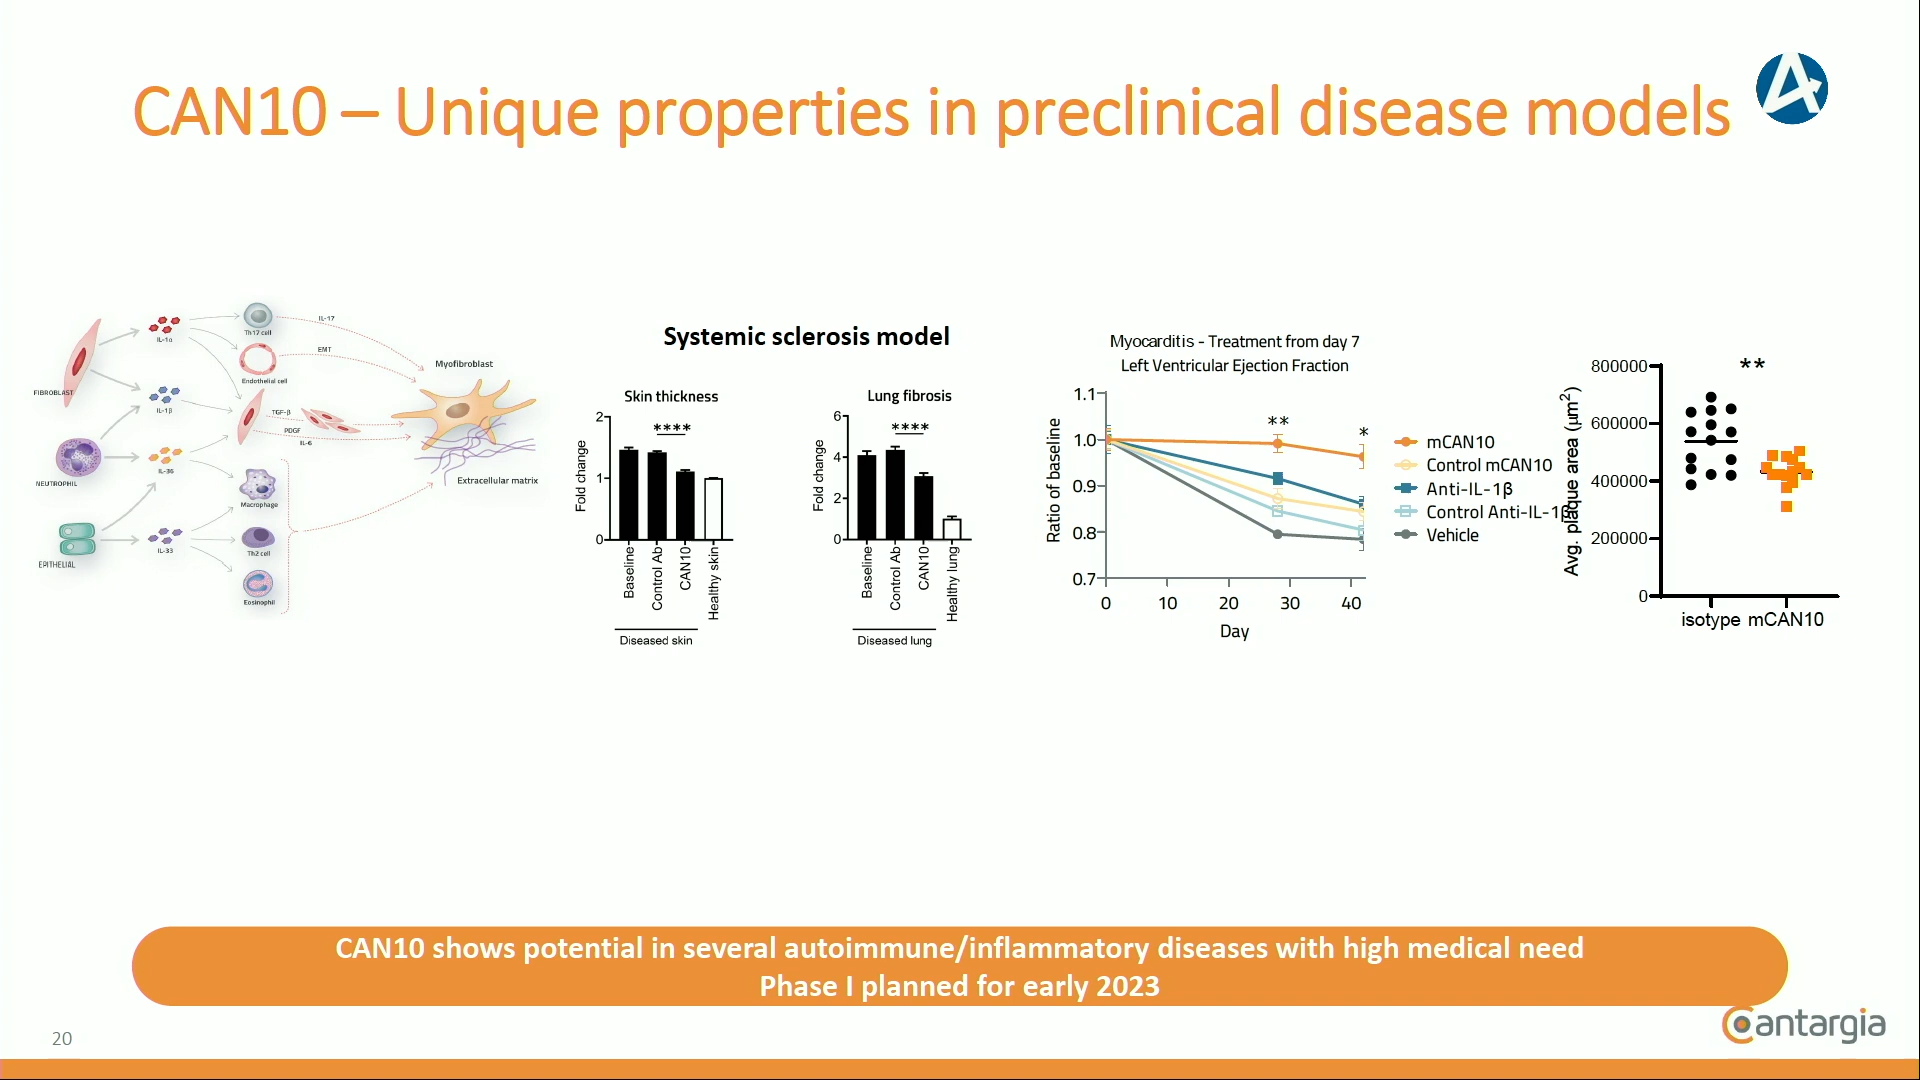 CAN10 – Unique properties in preclinical disease models
FIBROBLAST
NEUTROPHIL
EPITHELIAL
IL-1α
IL-1β
IL-36
IL-33
Th17 cell
Endothelial cell
Macrophage
Th2 cell
Eosinophil
IL-17
EMT
TGF-β
PDGF
IL-6
Myofibroblast
Extracellular matrix
Systemic sclerosis model
Skin thickness
Fold change
2
1
0
****
Baseline
Control Ab
CAN10
Healthy skin
Diseased skin
Lung fibrosis
Fold change
6
4
2
0
****
Baseline
Control Ab
CAN10
Healthy lung
Diseased lung
Myocarditis - Treatment from day 7
Left Ventricular Ejection Fraction
Ratio of baseline
1.1
1.0
0.9
0.8
0.7
**
*
0 10 20 30 40
Day
mCAN10
Control mCAN10
Anti-IL-1β
Control Anti-IL-1β
Vehicle
Avg. plaque area (µm²)
800000
600000
400000
200000
0
**
isotype mCAN10
CAN10 shows potential in several autoimmune/inflammatory diseases with high medical need
Phase I planned for early 2023
20
Cantargia